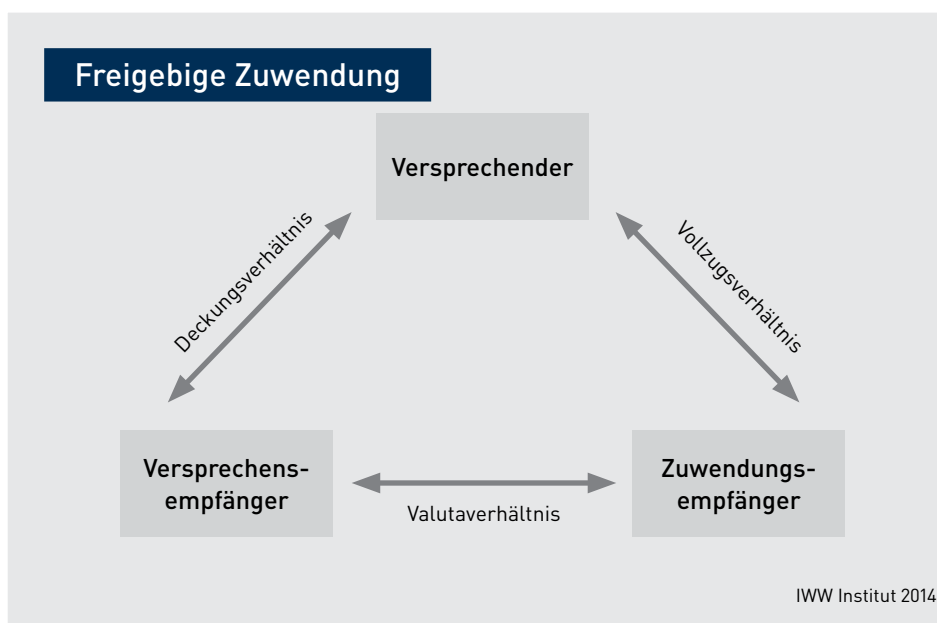 Freigebige Zuwendung
Versprechender
Deckungsverhältnis
Vollzugsverhältnis
Versprechens-
empfänger
Valutaverhältnis
Zuwendungs-
empfänger
IWW Institut 2014